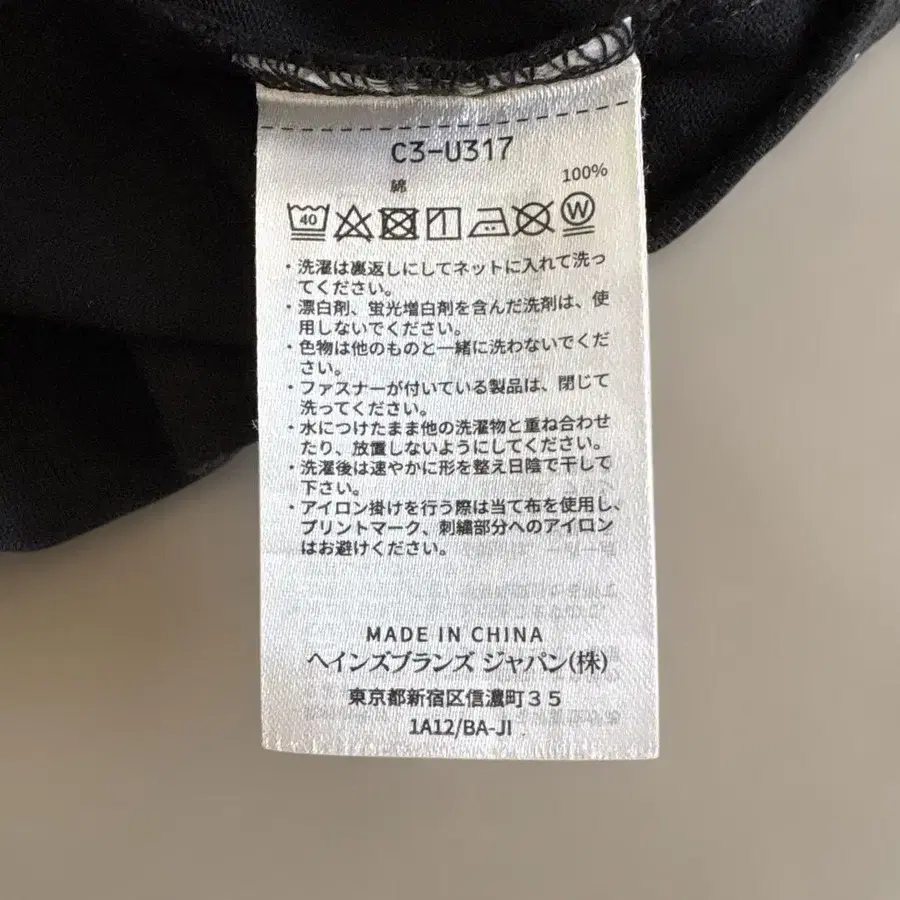 C3-U317
綿 100%
40 W
・洗濯は裏返しにしてネットに入れて洗っ
てください。
・漂白剤、蛍光増白剤を含んだ洗剤は、使
用しないでください。
・色物は他のものと一緒に洗わないでくだ
さい。
・ファスナーが付いている製品は、閉じて
洗ってください。
・水につけたまま他の洗濯物と重ね合わせ
たり、放置しないようにしてください。
・洗濯後は速やかに形を整え日陰で干して
下さい。
・アイロン掛けを行う際は当て布を使用し、
プリントマーク、刺繍部分へのアイロン
はお避けください。
MADE IN CHINA
ヘインズブランズ ジャパン(株)
東京都新宿区信濃町35
1A12/BA-JI